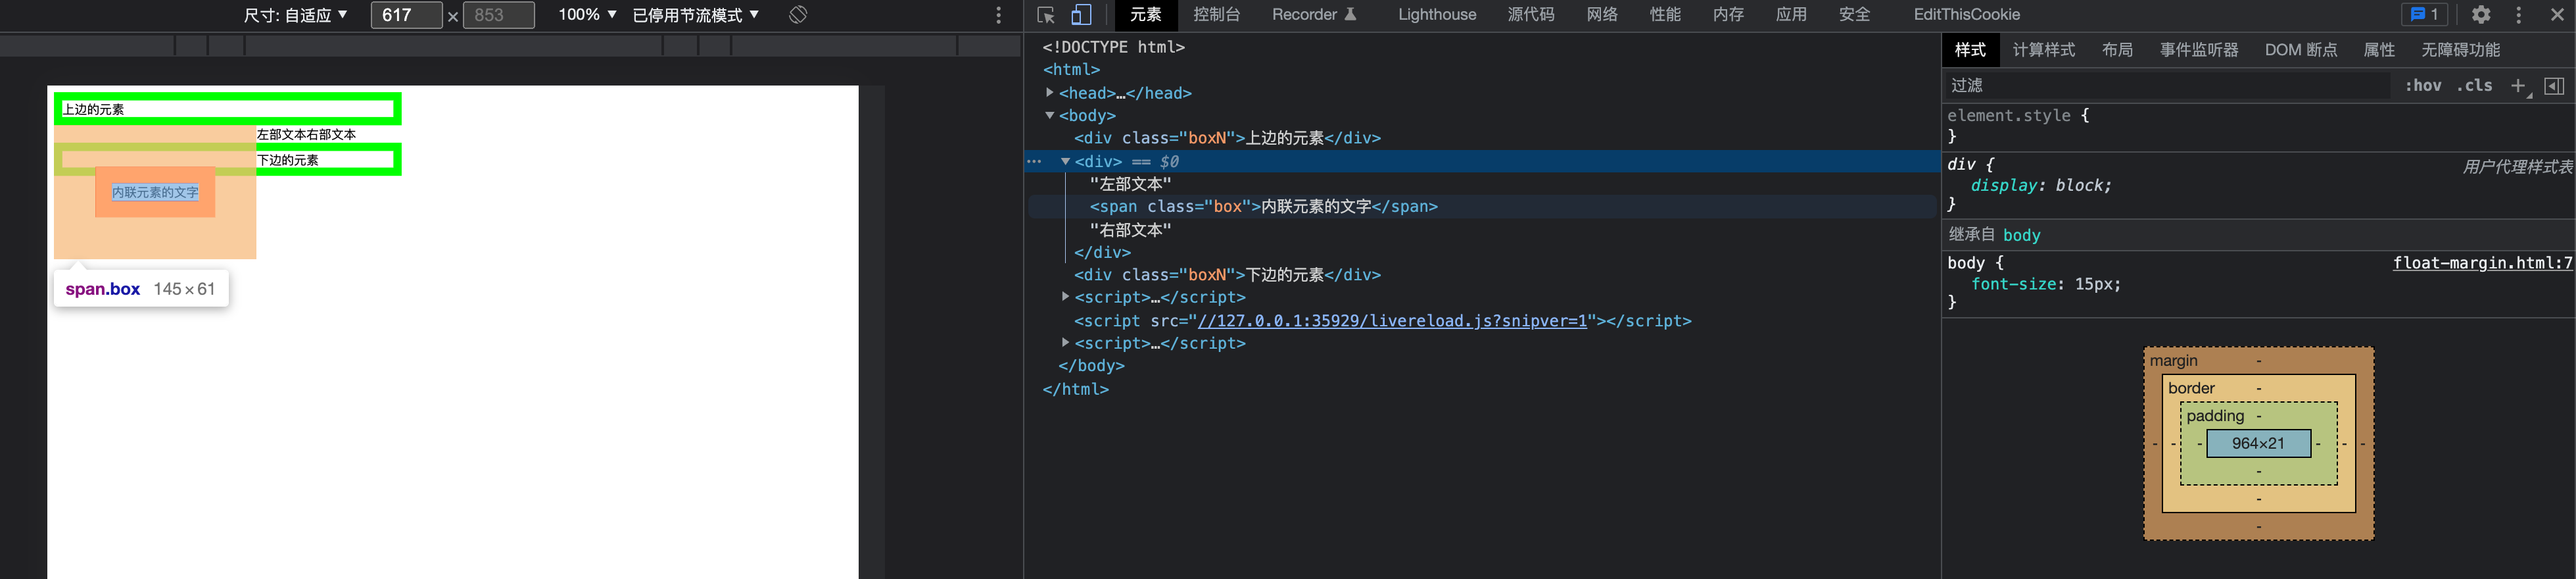 尺寸: 自适应 ▼ 617 × 853 100% ▼ 已停用节流模式 ▼
上边的元素
左部文本右部文本
下边的元素
内联元素的文字
span.box 145×61
元素 控制台 Recorder Lighthouse 源代码 网络 性能 内存 应用 安全 EditThisCookie 1
<!DOCTYPE html>
<html>
▶<head>…</head>
▼<body>
<div class="boxN">上边的元素</div>
… ▼<div> == $0
"左部文本"
<span class="box">内联元素的文字</span>
"右部文本"
</div>
<div class="boxN">下边的元素</div>
▶<script>…</script>
<script src="//127.0.0.1:35929/livereload.js?snipver=1"></script>
▶<script>…</script>
</body>
</html>
样式 计算样式 布局 事件监听器 DOM 断点 属性 无障碍功能
过滤 :hov .cls +
element.style {
}
div { 用户代理样式表
display: block;
}
继承自 body
body { float-margin.html:7
font-size: 15px;
}
margin -
border -
padding -
- - - 964×21 - - -
-
-
-